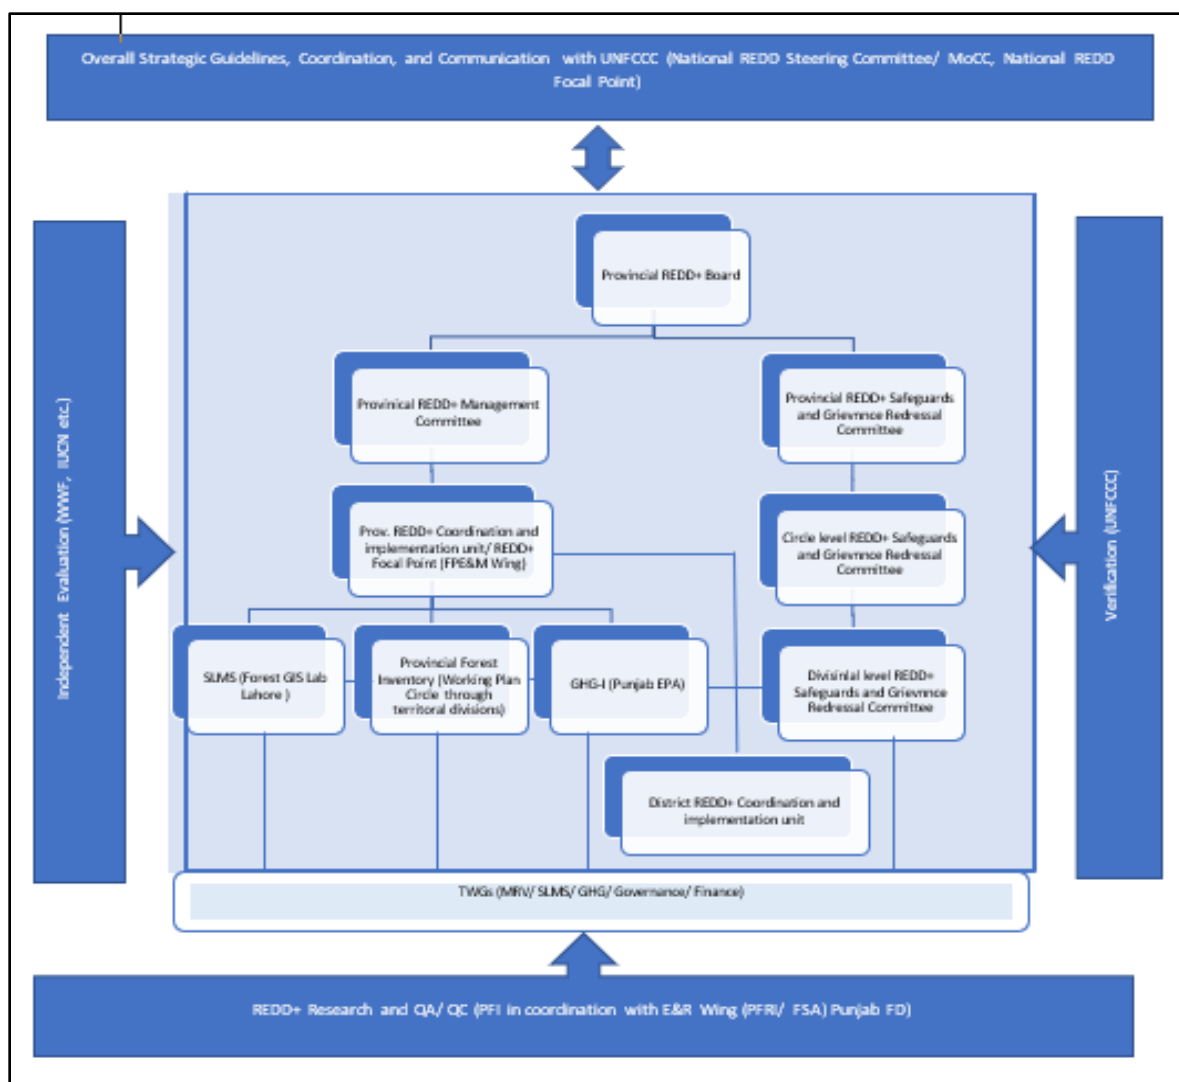 Overall Strategic Guidelines, Coordination, and Communication with UNFCCC (National REDD Steering Committee/ MoCC, National REDD
Focal Point)
Independent Evaluation (WWF, IUCN etc.)
Provincial REDD+ Board
Provinical REDD+ Management
Committee
Provincial REDD+ Safeguards
and Grievnnce Redressal
Committee
Prov. REDD+ Coordination and
implementation unit/ REDD+
Focal Point (FPE&M Wing)
Circle level REDD+ Safeguards
and Grievnnce Redressal
Committee
Verification (UNFCCC)
SLMS (Forest GIS Lab
Lahore )
Provincial Forest
Inventory (Working Plan
Circle through
territoral divisions)
GHG-I (Punjab EPA)
Divisinlal level REDD+
Safeguards and Grievnnce
Redressal Committee
District REDD+ Coordination and
implementation unit
TWGs (MRV/ SLMS/ GHG/ Governance/ Finance)
REDD+ Research and QA/ QC (PFI in coordination with E&R Wing (PFRI/ FSA) Punjab FD)